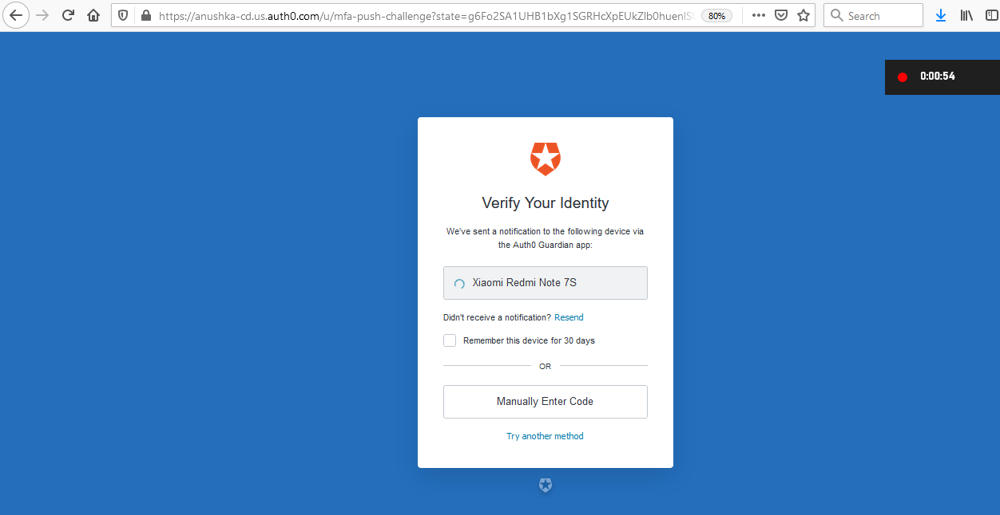 https://anushka-cd.us.auth0.com/u/mfa-push-challenge?state=g6Fo2SA1UHB1bXg1SGRHcXpEUkZlb0huenlSU 80% Search
0:00:54
Verify Your Identity
We've sent a notification to the following device via
the Auth0 Guardian app:
Xiaomi Redmi Note 7S
Didn't receive a notification? Resend
Remember this device for 30 days
OR
Manually Enter Code
Try another method